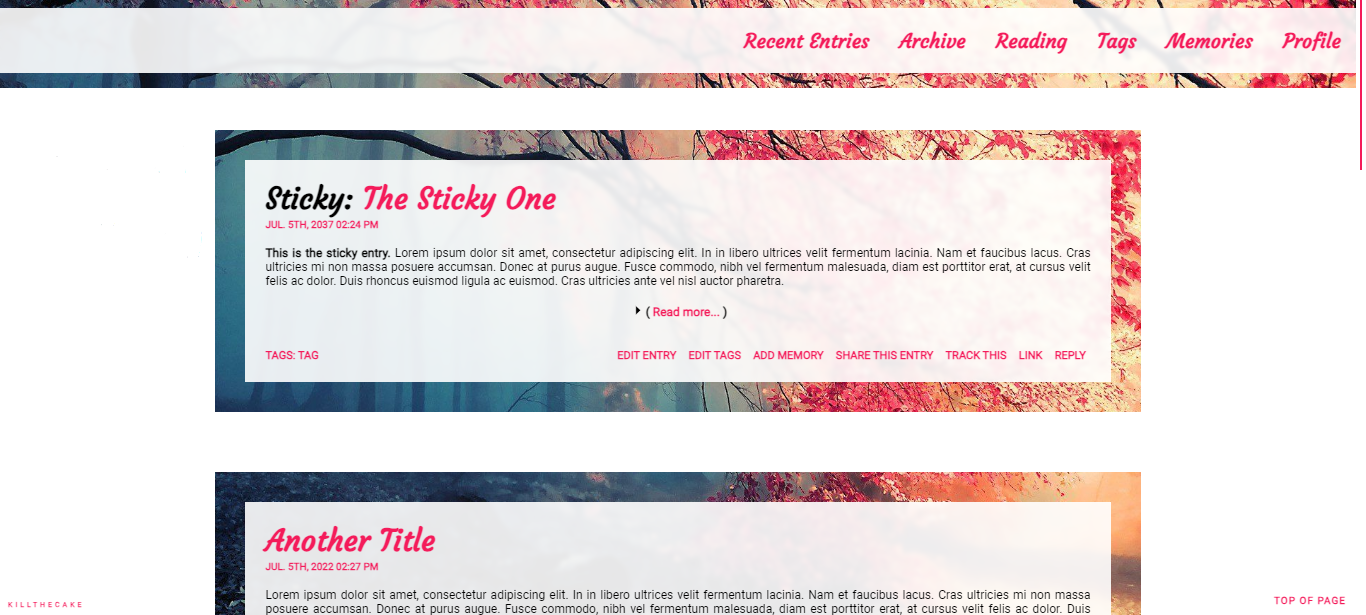 Recent Entries Archive Reading Tags Memories Profile
Sticky: The Sticky One
JUL. 5TH, 2037 02:24 PM
This is the sticky entry. Lorem ipsum dolor sit amet, consectetur adipiscing elit. In in libero ultrices velit fermentum lacinia. Nam et faucibus lacus. Cras
ultricies mi non massa posuere accumsan. Donec at purus augue. Fusce commodo, nibh vel fermentum malesuada, diam est porttitor erat, at cursus velit
felis ac dolor. Duis rhoncus euismod ligula ac euismod. Cras ultricies ante vel nisl auctor pharetra.
( Read more... )
TAGS: TAG EDIT ENTRY EDIT TAGS ADD MEMORY SHARE THIS ENTRY TRACK THIS LINK REPLY
Another Title
JUL. 5TH, 2022 02:27 PM
Lorem ipsum dolor sit amet, consectetur adipiscing elit. In in libero ultrices velit fermentum lacinia. Nam et faucibus lacus. Cras ultricies mi non massa
posuere accumsan. Donec at purus augue. Fusce commodo, nibh vel fermentum malesuada, diam est porttitor erat, at cursus velit felis ac dolor. Duis
KILLTHECAKE
TOP OF PAGE